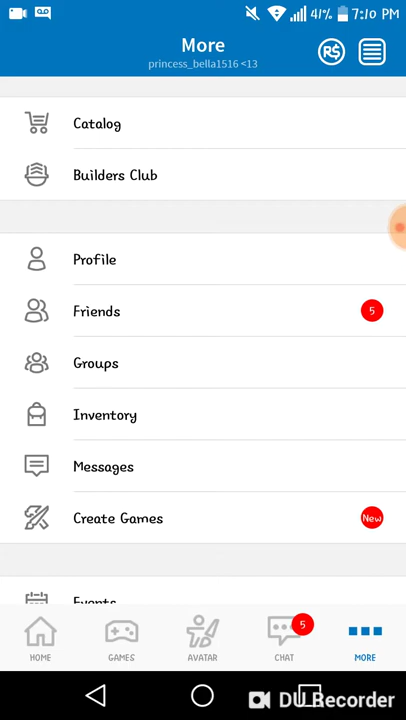 41% 7:10 PM
More
princess_bella1516 <13
R$
Catalog
Builders Club
Profile
Friends 5
Groups
Inventory
Messages
Create Games New
Events
5
HOME GAMES AVATAR CHAT MORE
DU Recorder